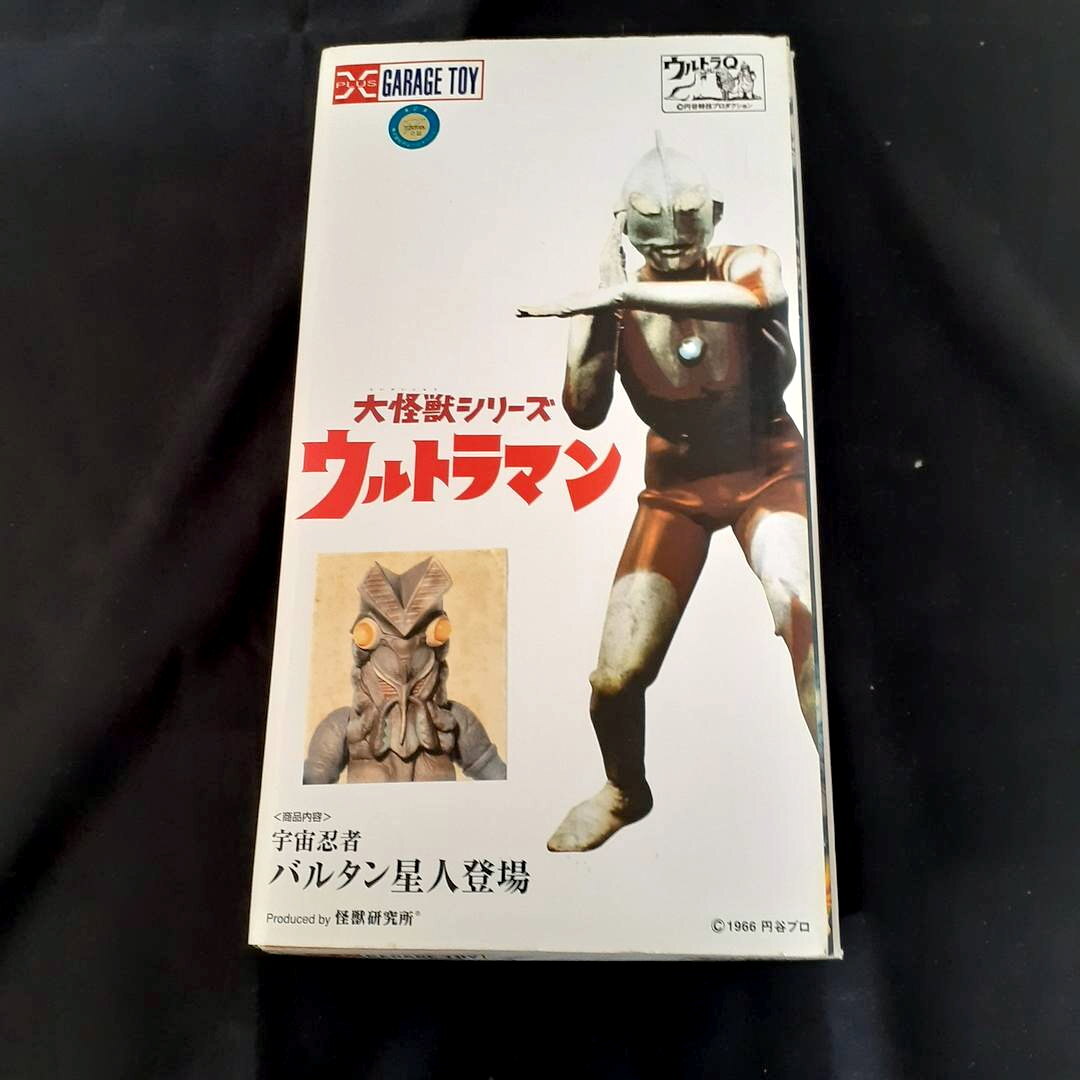 X PLUS GARAGE TOY
ウルトラQ
©円谷特技プロダクション
大怪獣シリーズ
ウルトラマン
<商品内容>
宇宙忍者
バルタン星人登場
Produced by 怪獣研究所®
©1966 円谷プロ